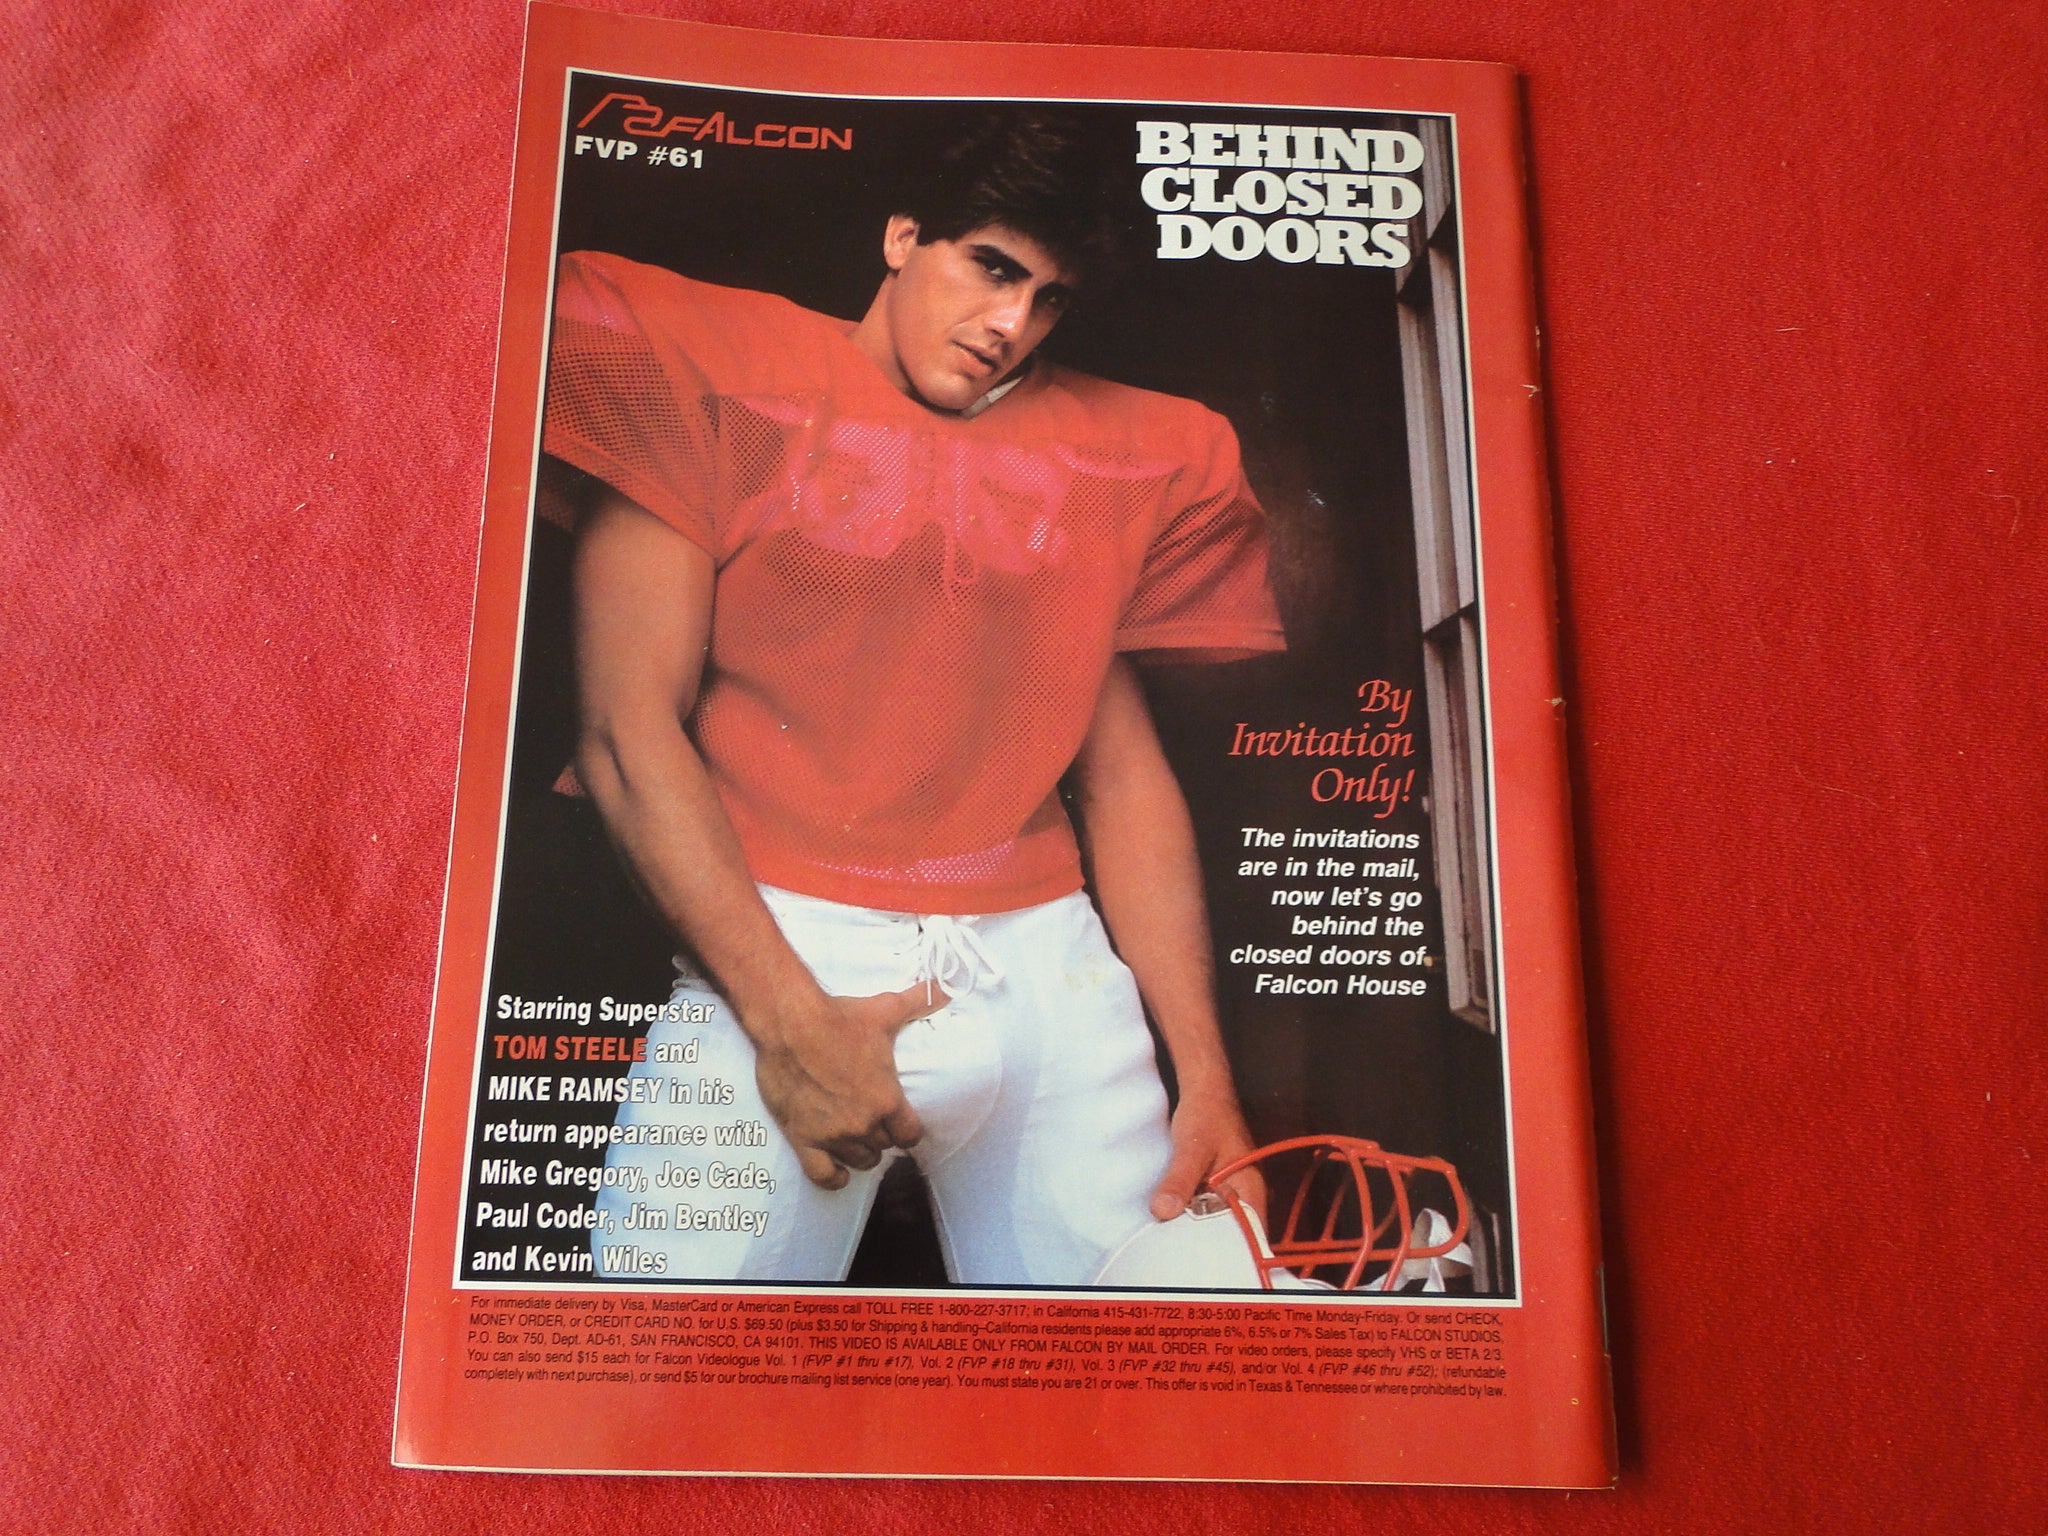 FALCON
FVP #61
BEHIND
CLOSED
DOORS
By
Invitation
Only!
The invitations
are in the mail,
now let's go
behind the
closed doors of
Falcon House
Starring Superstar
TOM STEELE and
MIKE RAMSEY in his
return appearance with
Mike Gregory, Joe Cade,
Paul Coder, Jim Bentley
and Kevin Wiles
For immediate delivery by Visa, MasterCard or American Express call TOLL FREE 1-800-227-3717; in California 415-431-7722, 8:30-5:00 Pacific Time Monday-Friday. Or send CHECK,
MONEY ORDER, or CREDIT CARD NO. for U.S. $69.50 (plus $3.50 for Shipping & handling–California residents please add appropriate 6%, 6.5% or 7% Sales Tax) to FALCON STUDIOS,
P.O. Box 750, Dept. AD-61, SAN FRANCISCO, CA 94101. THIS VIDEO IS AVAILABLE ONLY FROM FALCON BY MAIL ORDER. For video orders, please specify VHS or BETA 2/3.
You can also send $15 each for Falcon Videologue Vol. 1 (FVP #1 thru #17), Vol. 2 (FVP #18 thru #31), Vol. 3 (FVP #32 thru #45), and/or Vol. 4 (FVP #46 thru #52); (refundable
completely with next purchase), or send $5 for our brochure mailing list service (one year). You must state you are 21 or over. This offer is void in Texas & Tennessee or where prohibited by law.